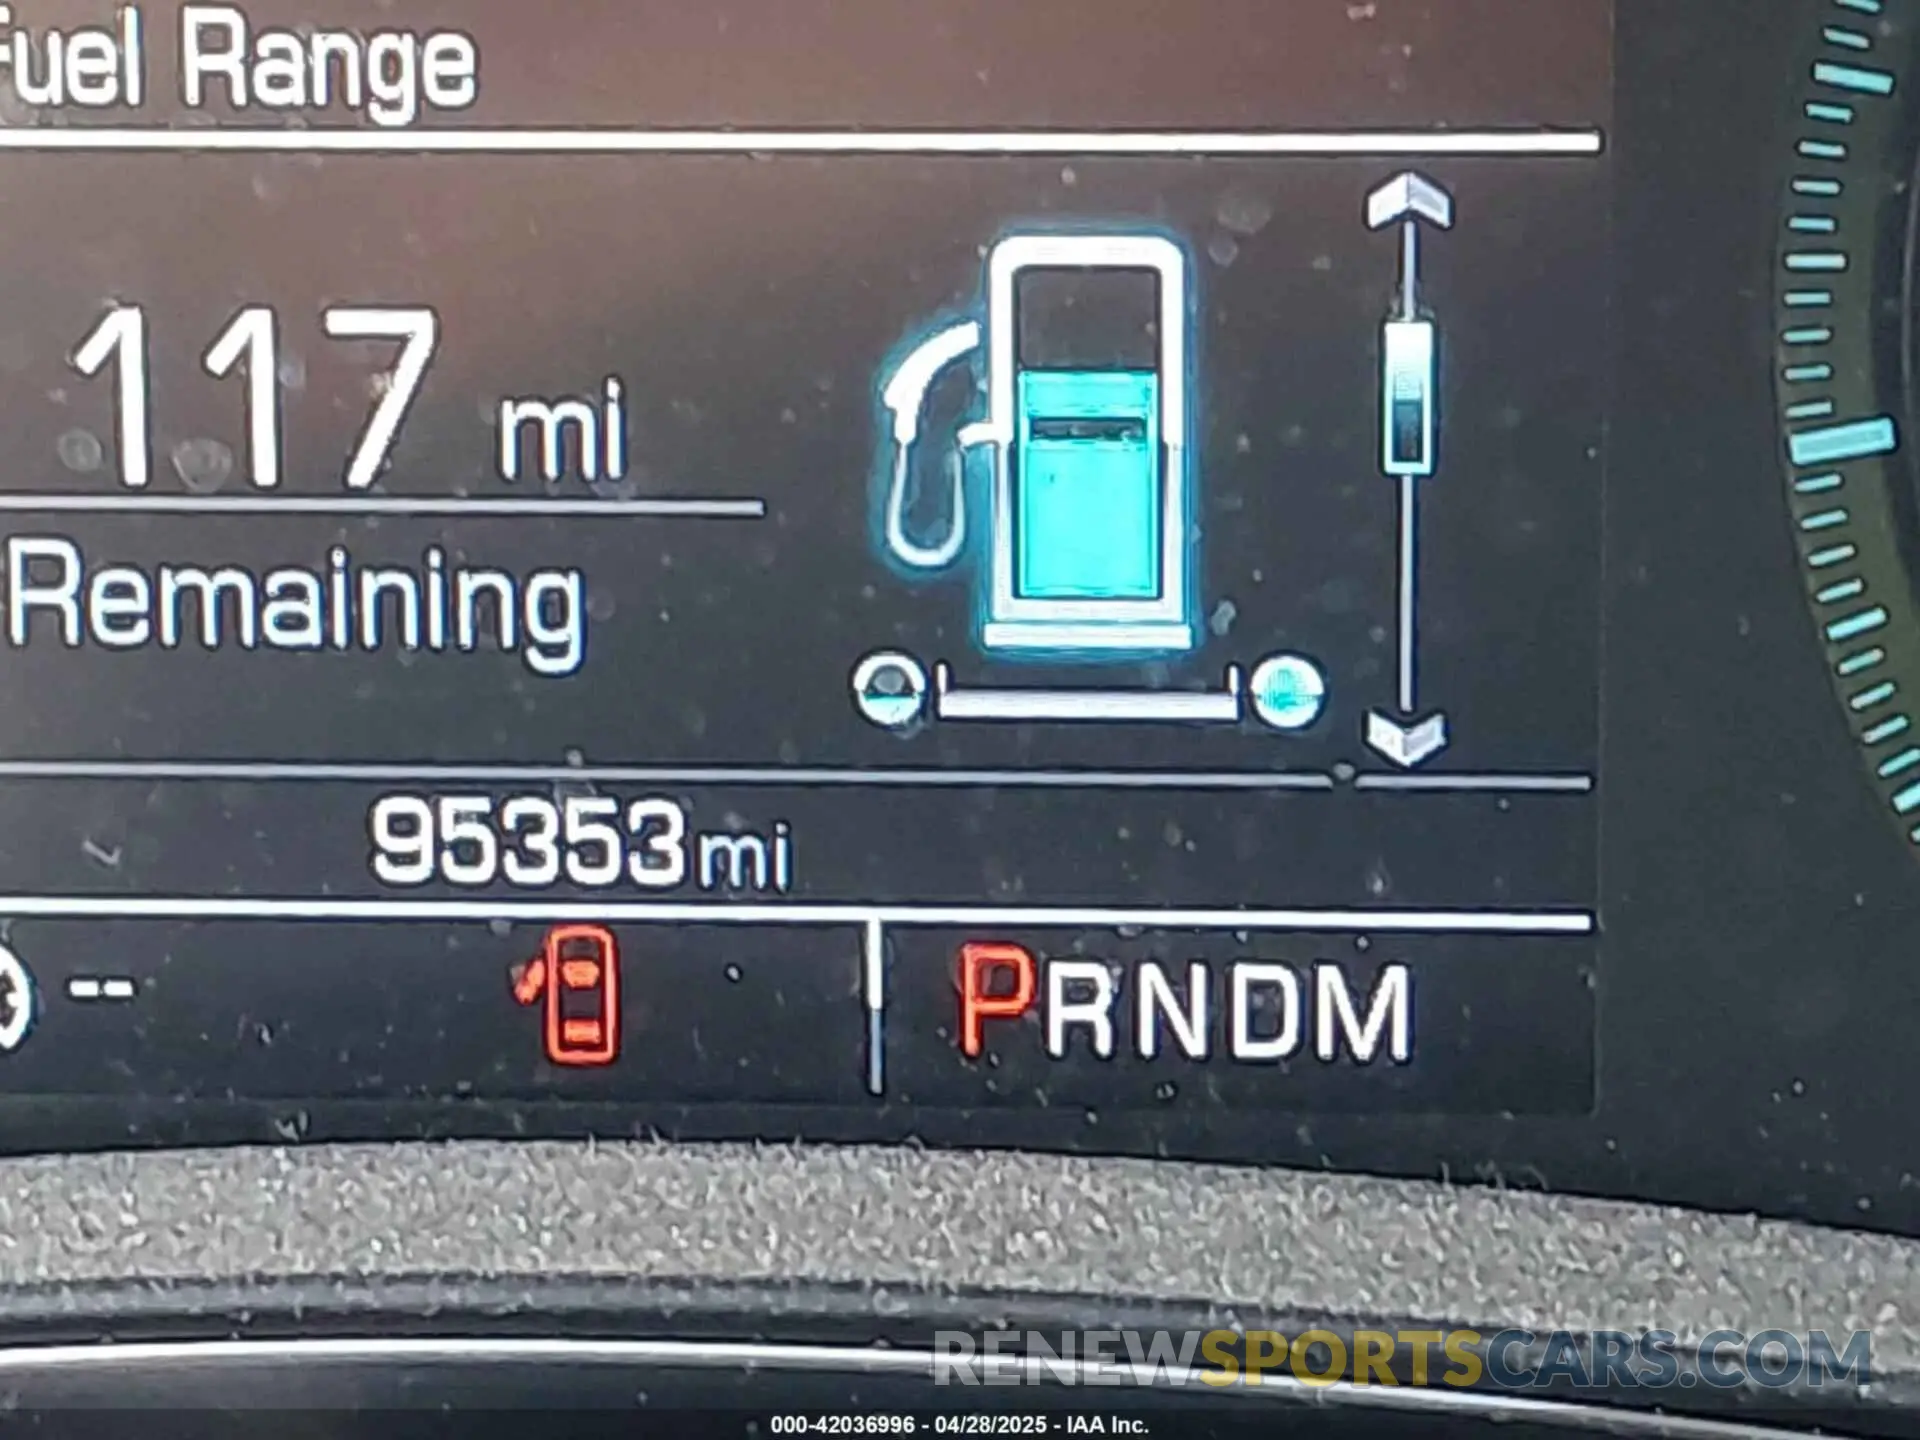 Fuel Range
117 mi
Remaining
95353 mi
-- PRNDM
RENEWSPORTSCARS.COM
000-42036996 - 04/28/2025 - IAA Inc.